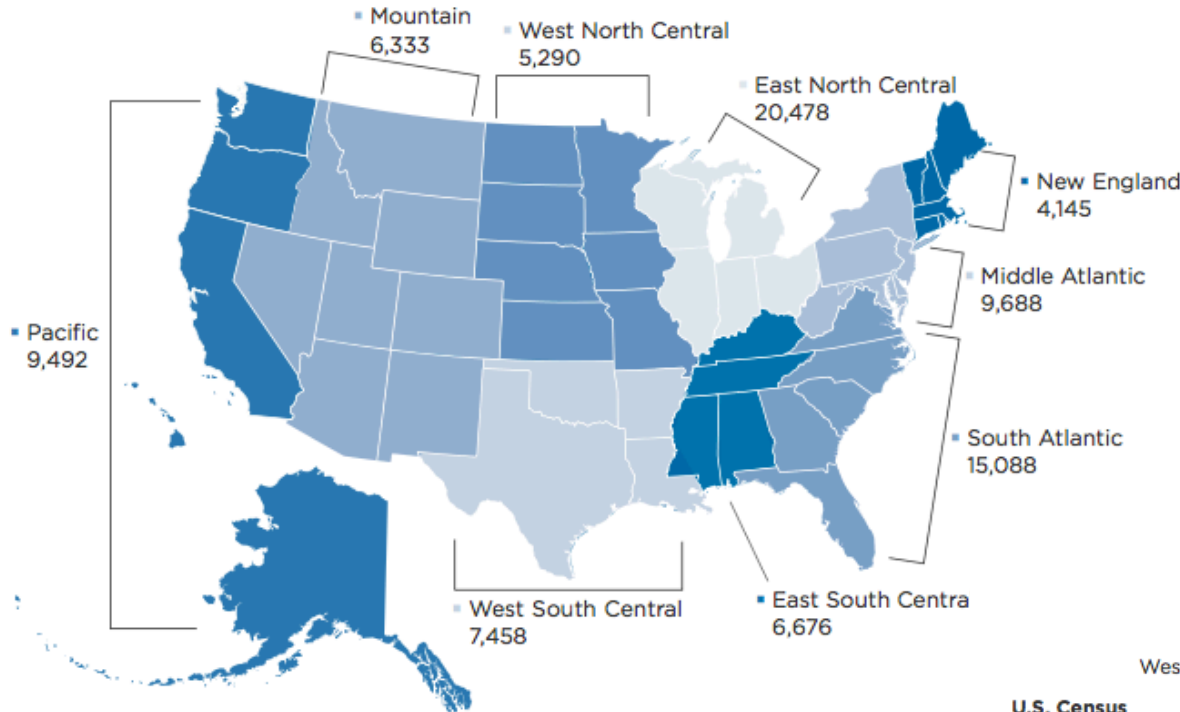 Mountain
6,333
West North Central
5,290
East North Central
20,478
New England
4,145
Middle Atlantic
9,688
Pacific
9,492
South Atlantic
15,088
West South Central
7,458
East South Centra
6,676
Wes
U.S. Census